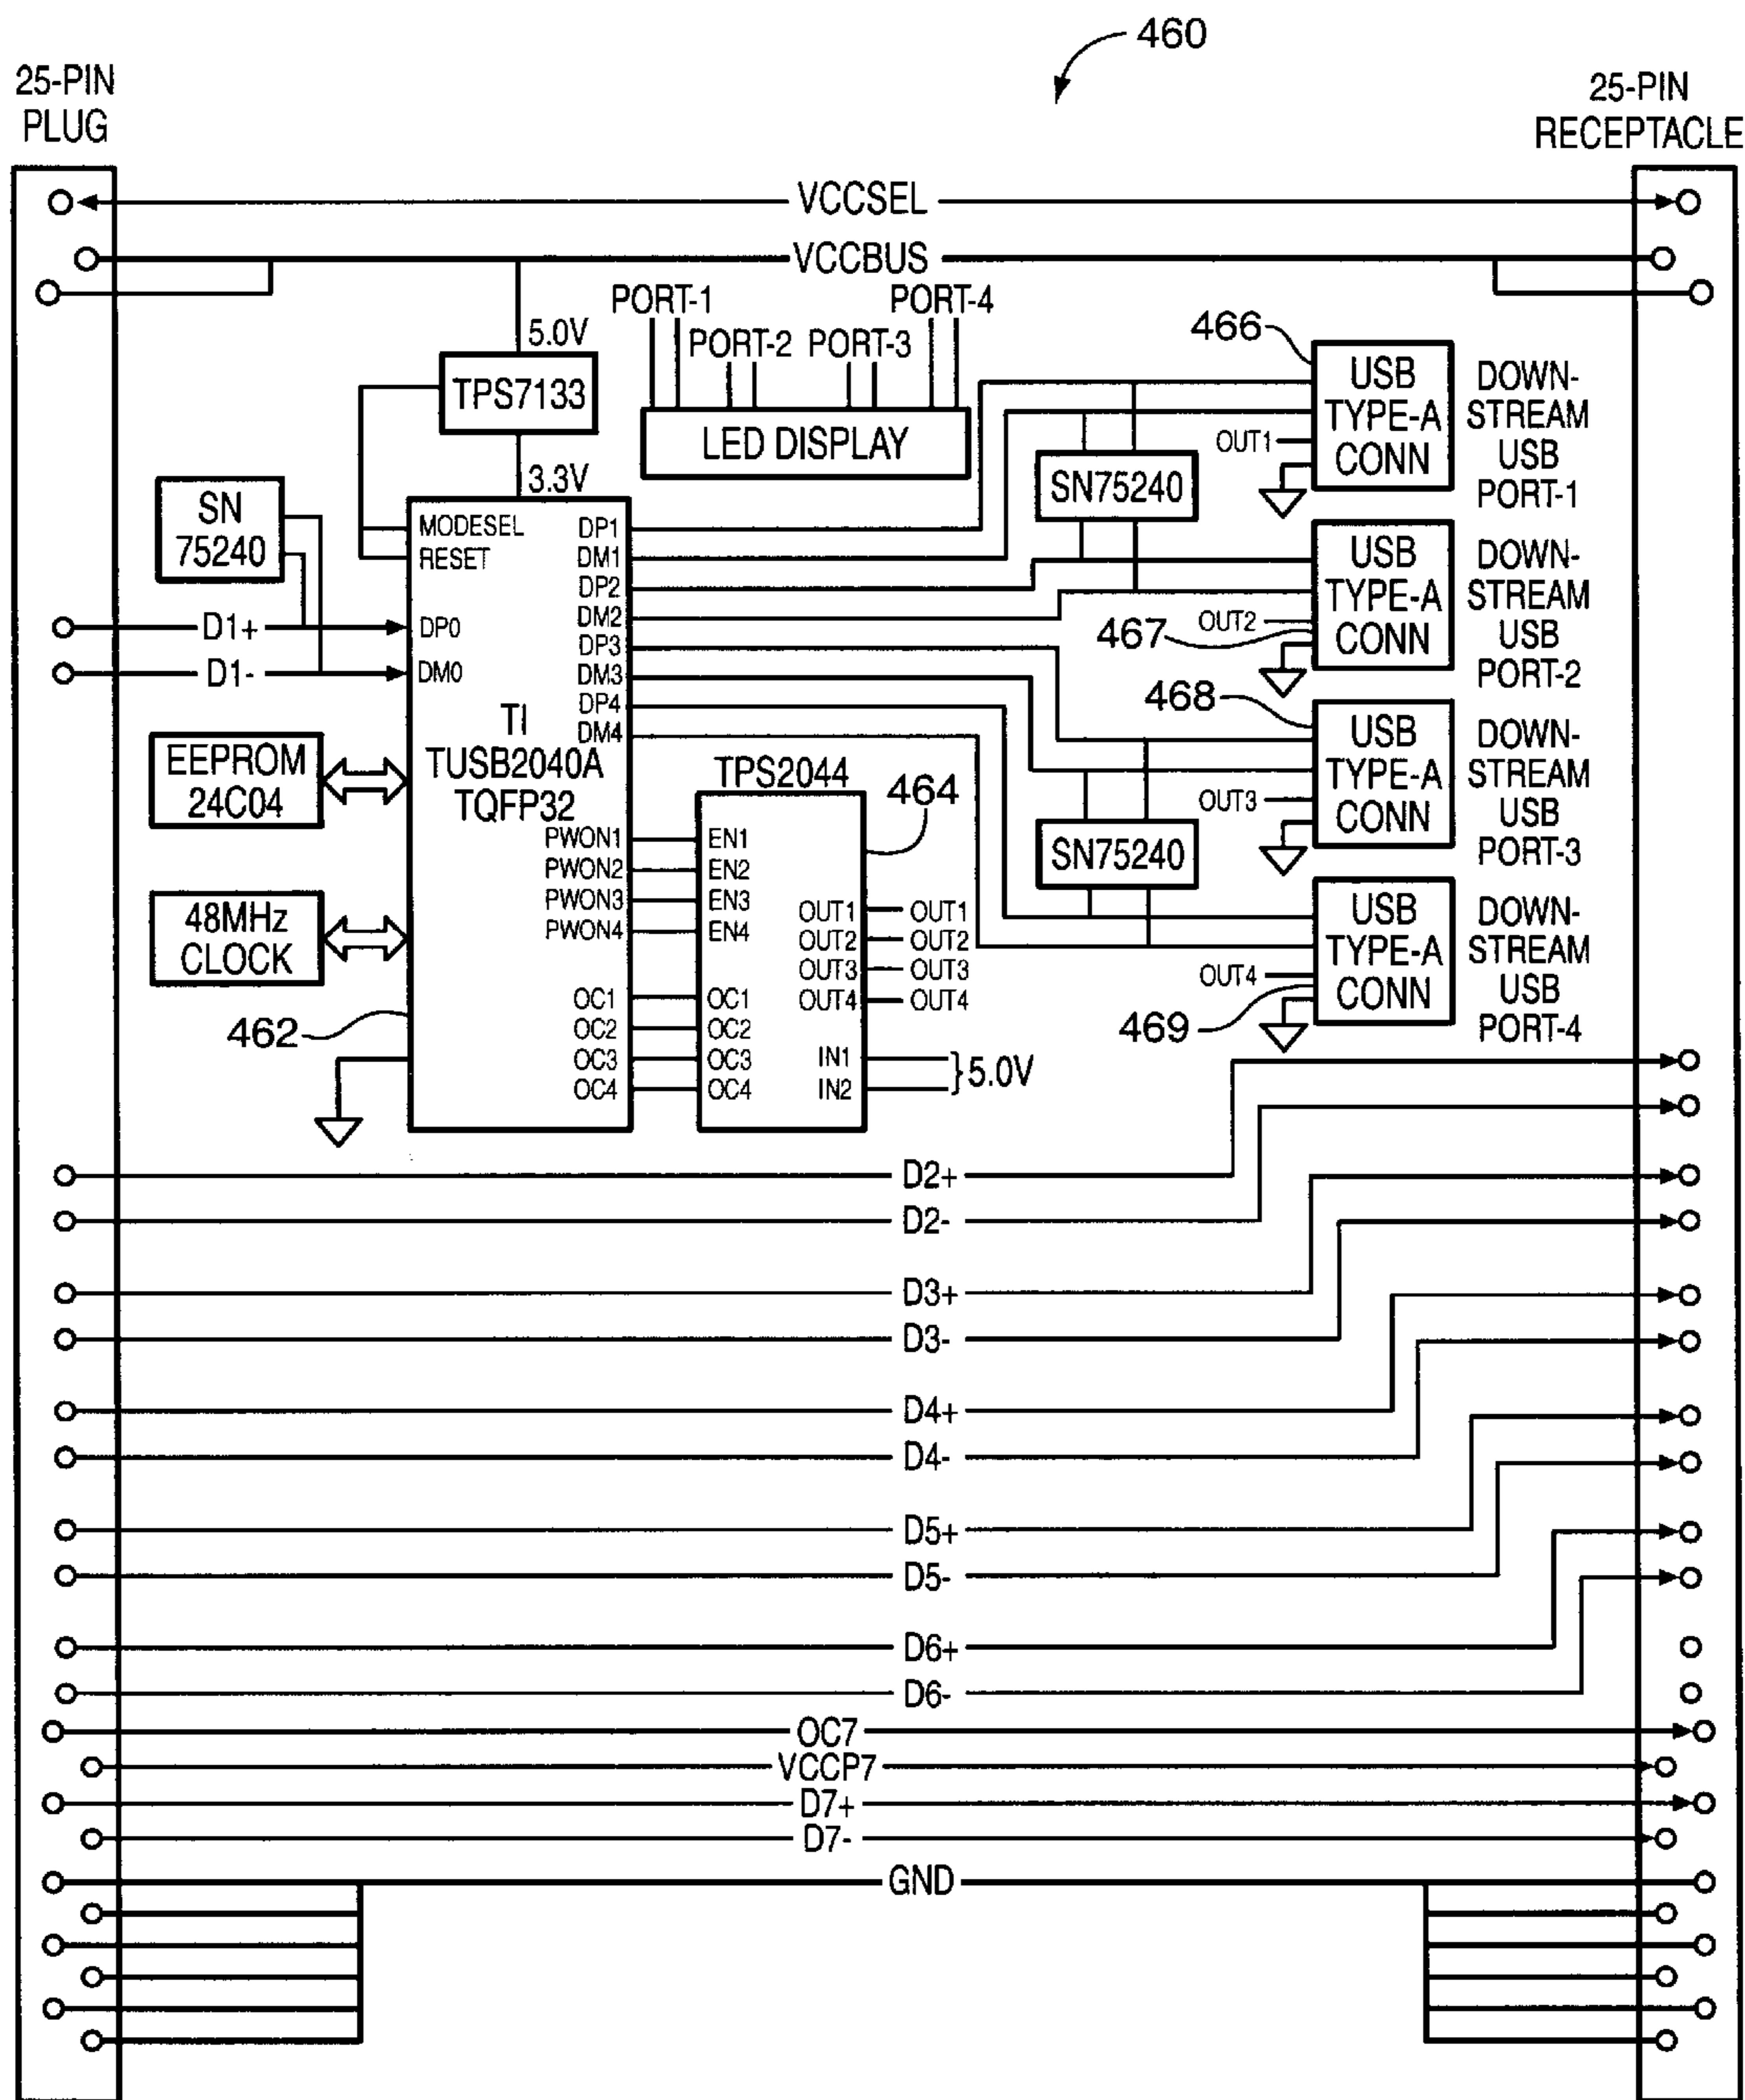 460
25-PIN
PLUG
25-PIN
RECEPTACLE
VCCSEL
VCCBUS
PORT-1
PORT-4
PORT-2
PORT-3
5.0V
TPS7133
LED DISPLAY
3.3V
466
USB
TYPE-A
CONN
OUT1
DOWN-
STREAM
USB
PORT-1
SN75240
SN
75240
MODESEL
RESET
DP0
DM0
D1+
D1-
DP1
DM1
DP2
DM2
DP3
DM3
DP4
DM4
TI
TUSB2040A
TQFP32
USB
TYPE-A
CONN
OUT2
467
DOWN-
STREAM
USB
PORT-2
468
USB
TYPE-A
CONN
OUT3
DOWN-
STREAM
USB
PORT-3
EEPROM
24C04
48MHz
CLOCK
462
PWON1
PWON2
PWON3
PWON4
OC1
OC2
OC3
OC4
TPS2044
464
EN1
EN2
EN3
EN4
OC1
OC2
OC3
OC4
OUT1
OUT2
OUT3
OUT4
OUT1
OUT2
OUT3
OUT4
IN1
IN2
}5.0V
SN75240
USB
TYPE-A
CONN
OUT4
469
DOWN-
STREAM
USB
PORT-4
D2+
D2-
D3+
D3-
D4+
D4-
D5+
D5-
D6+
D6-
OC7
VCCP7
D7+
D7-
GND